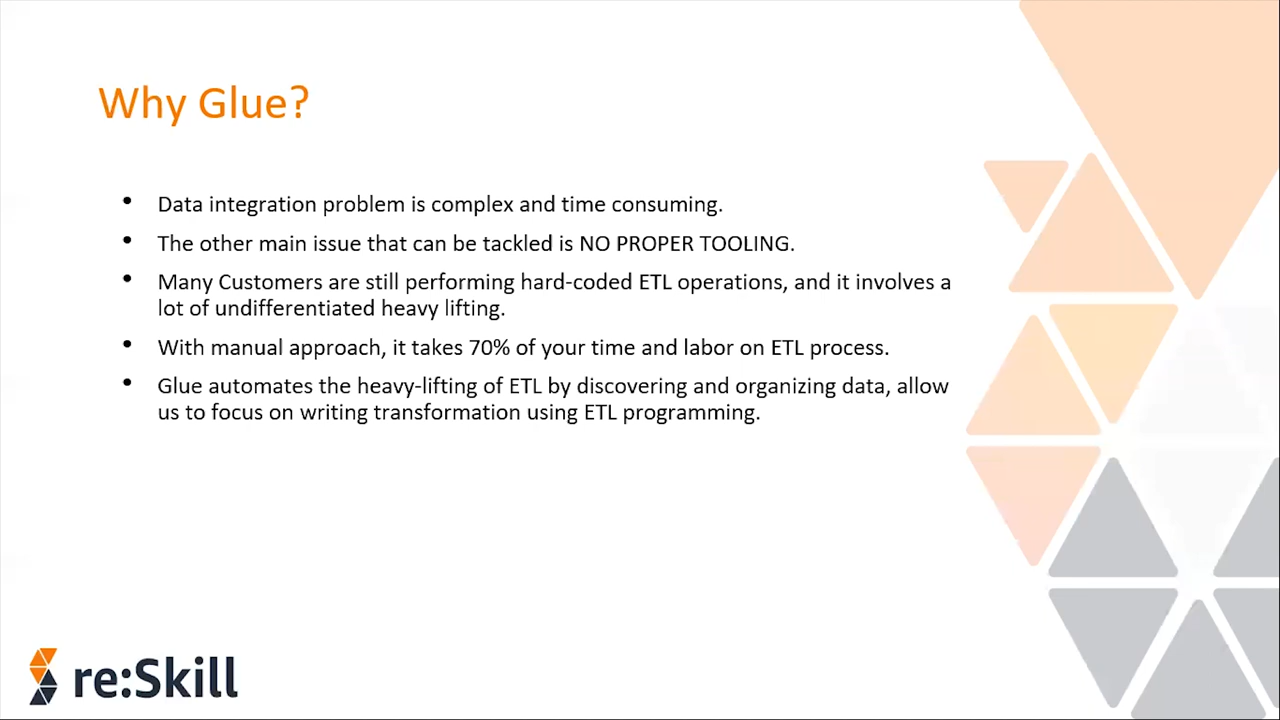 Why Glue?
• Data integration problem is complex and time consuming.
• The other main issue that can be tackled is NO PROPER TOOLING.
• Many Customers are still performing hard-coded ETL operations, and it involves a
lot of undifferentiated heavy lifting.
• With manual approach, it takes 70% of your time and labor on ETL process.
• Glue automates the heavy-lifting of ETL by discovering and organizing data, allow
us to focus on writing transformation using ETL programming.
re:Skill